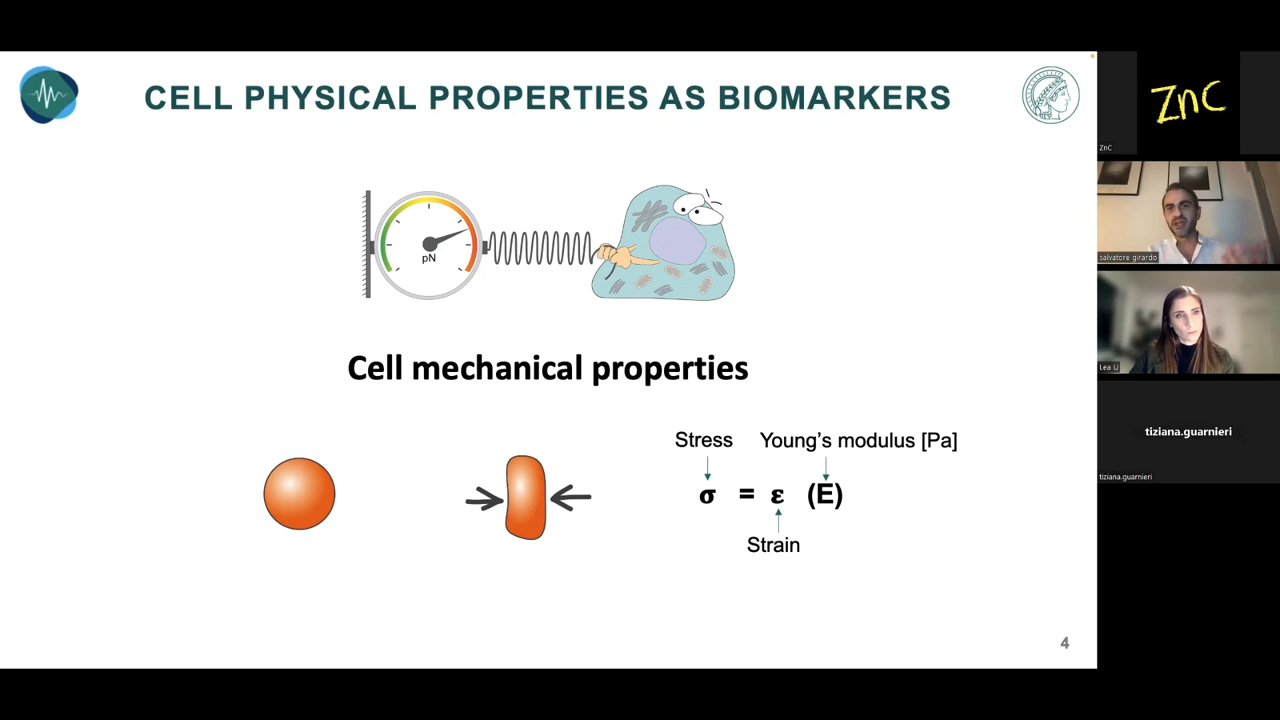 CELL PHYSICAL PROPERTIES AS BIOMARKERS
pN
Cell mechanical properties
Stress
Young's modulus [Pa]
σ = ε (E)
Strain
4
ZnC
ZnC
salvatore girardo
Lea U
tiziana.guarnieri
tiziana.guarnieri